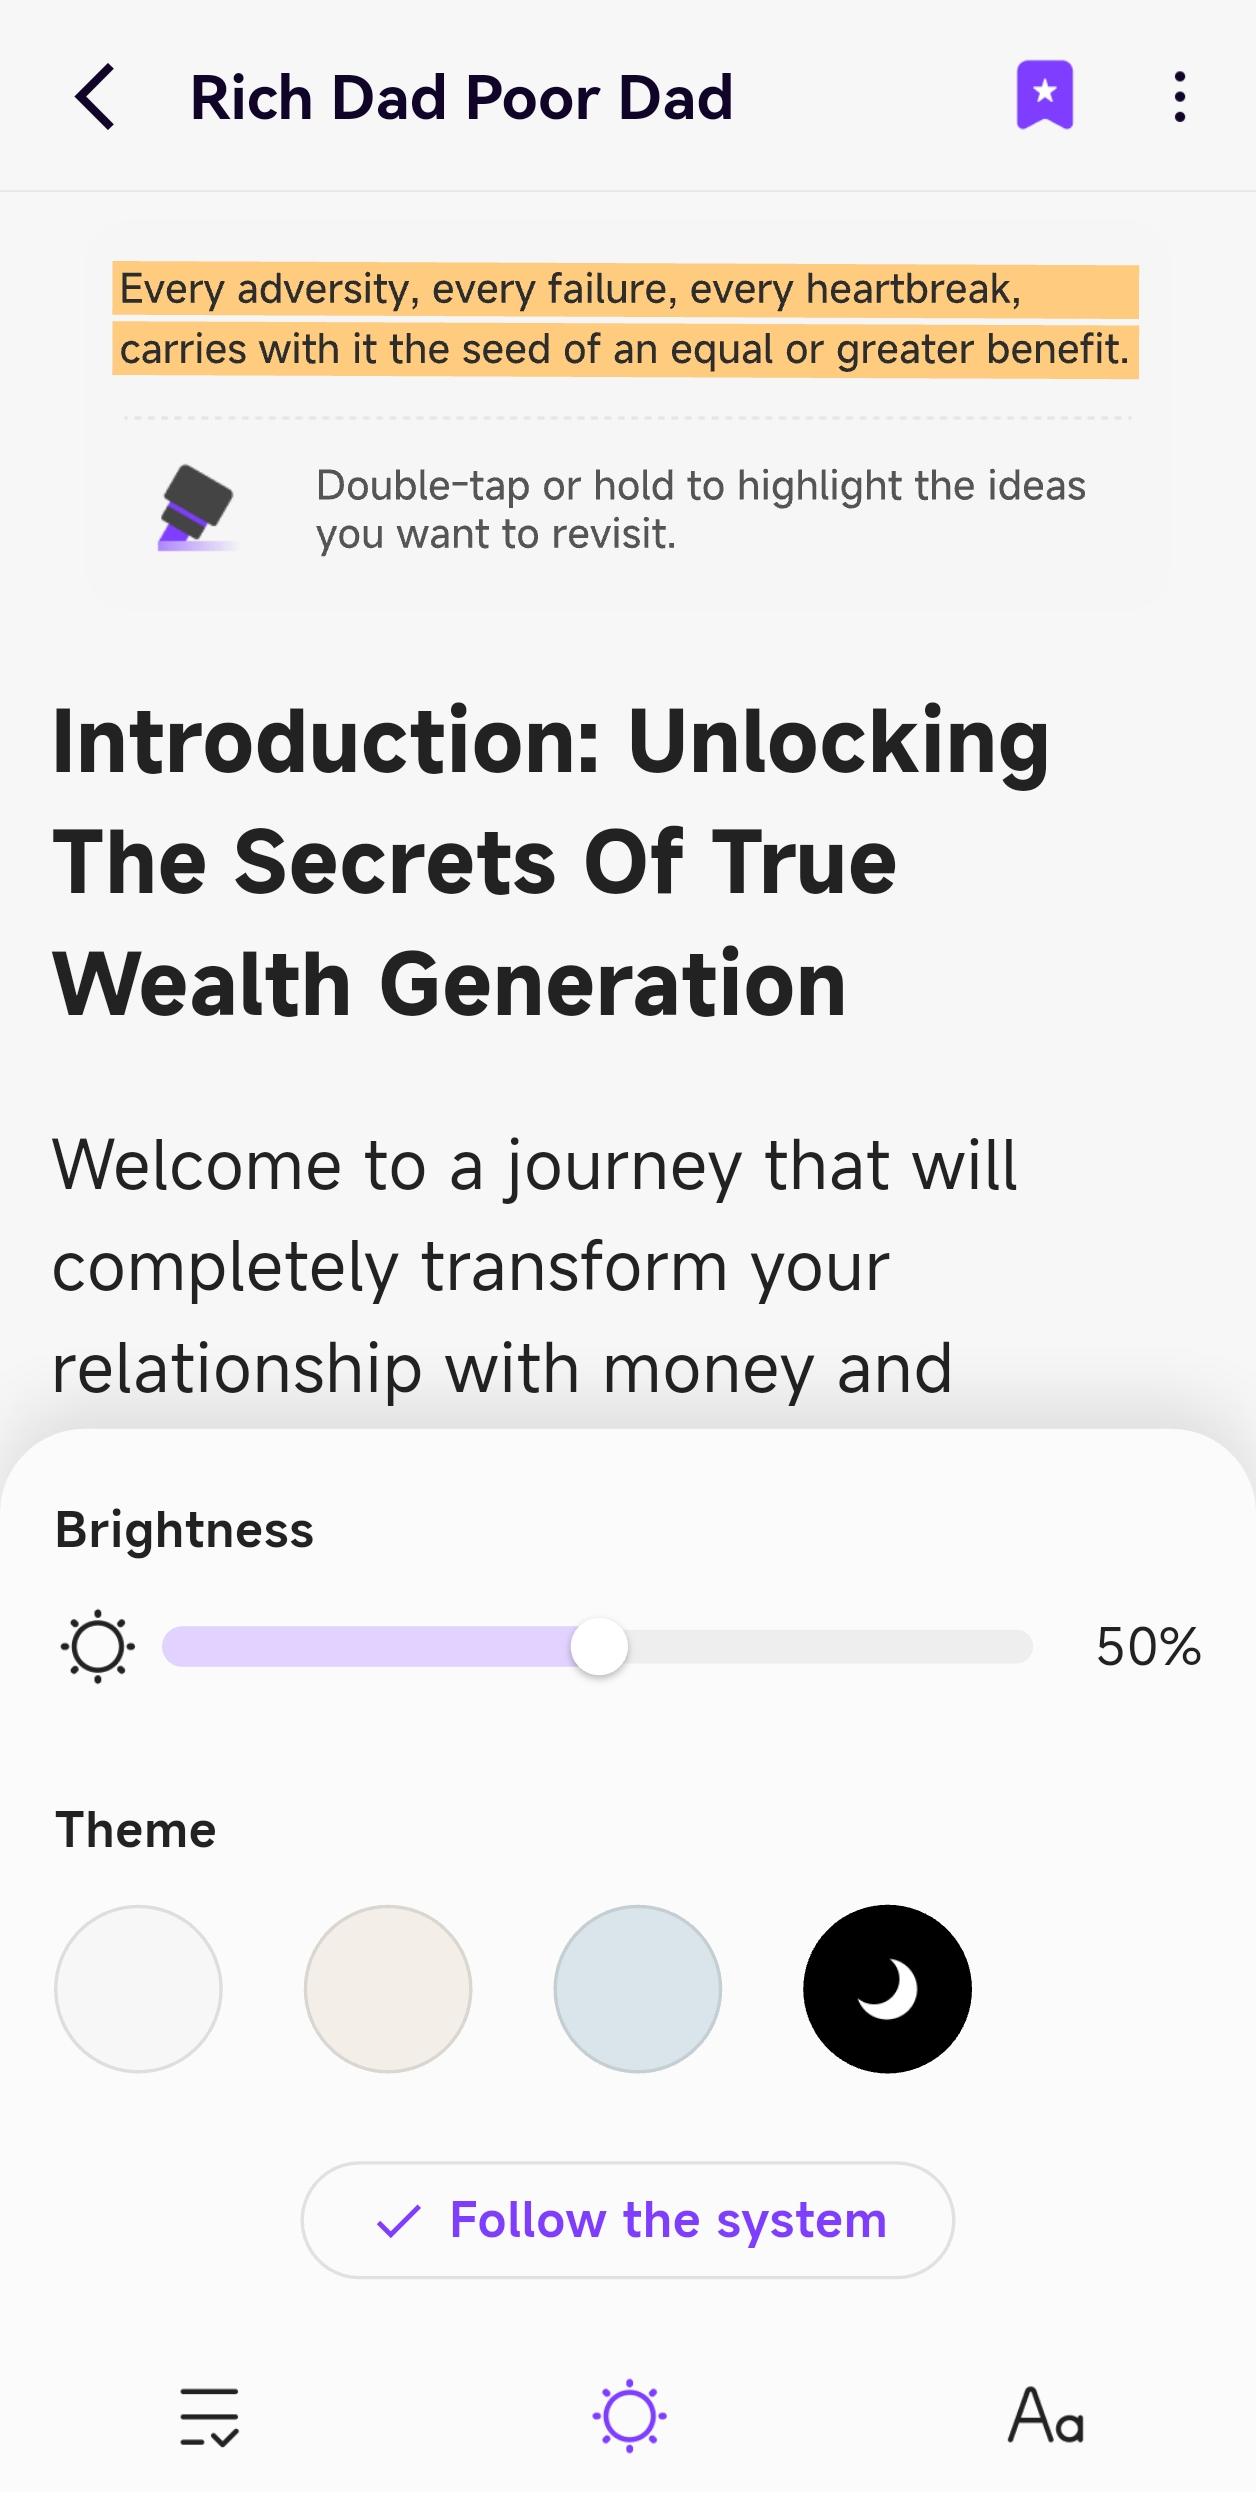 Rich Dad Poor Dad
Every adversity, every failure, every heartbreak,
carries with it the seed of an equal or greater benefit.
Double-tap or hold to highlight the ideas
you want to revisit.
Introduction: Unlocking
The Secrets Of True
Wealth Generation
Welcome to a journey that will
completely transform your
relationship with money and
Brightness
50%
Theme
Follow the system
Aa